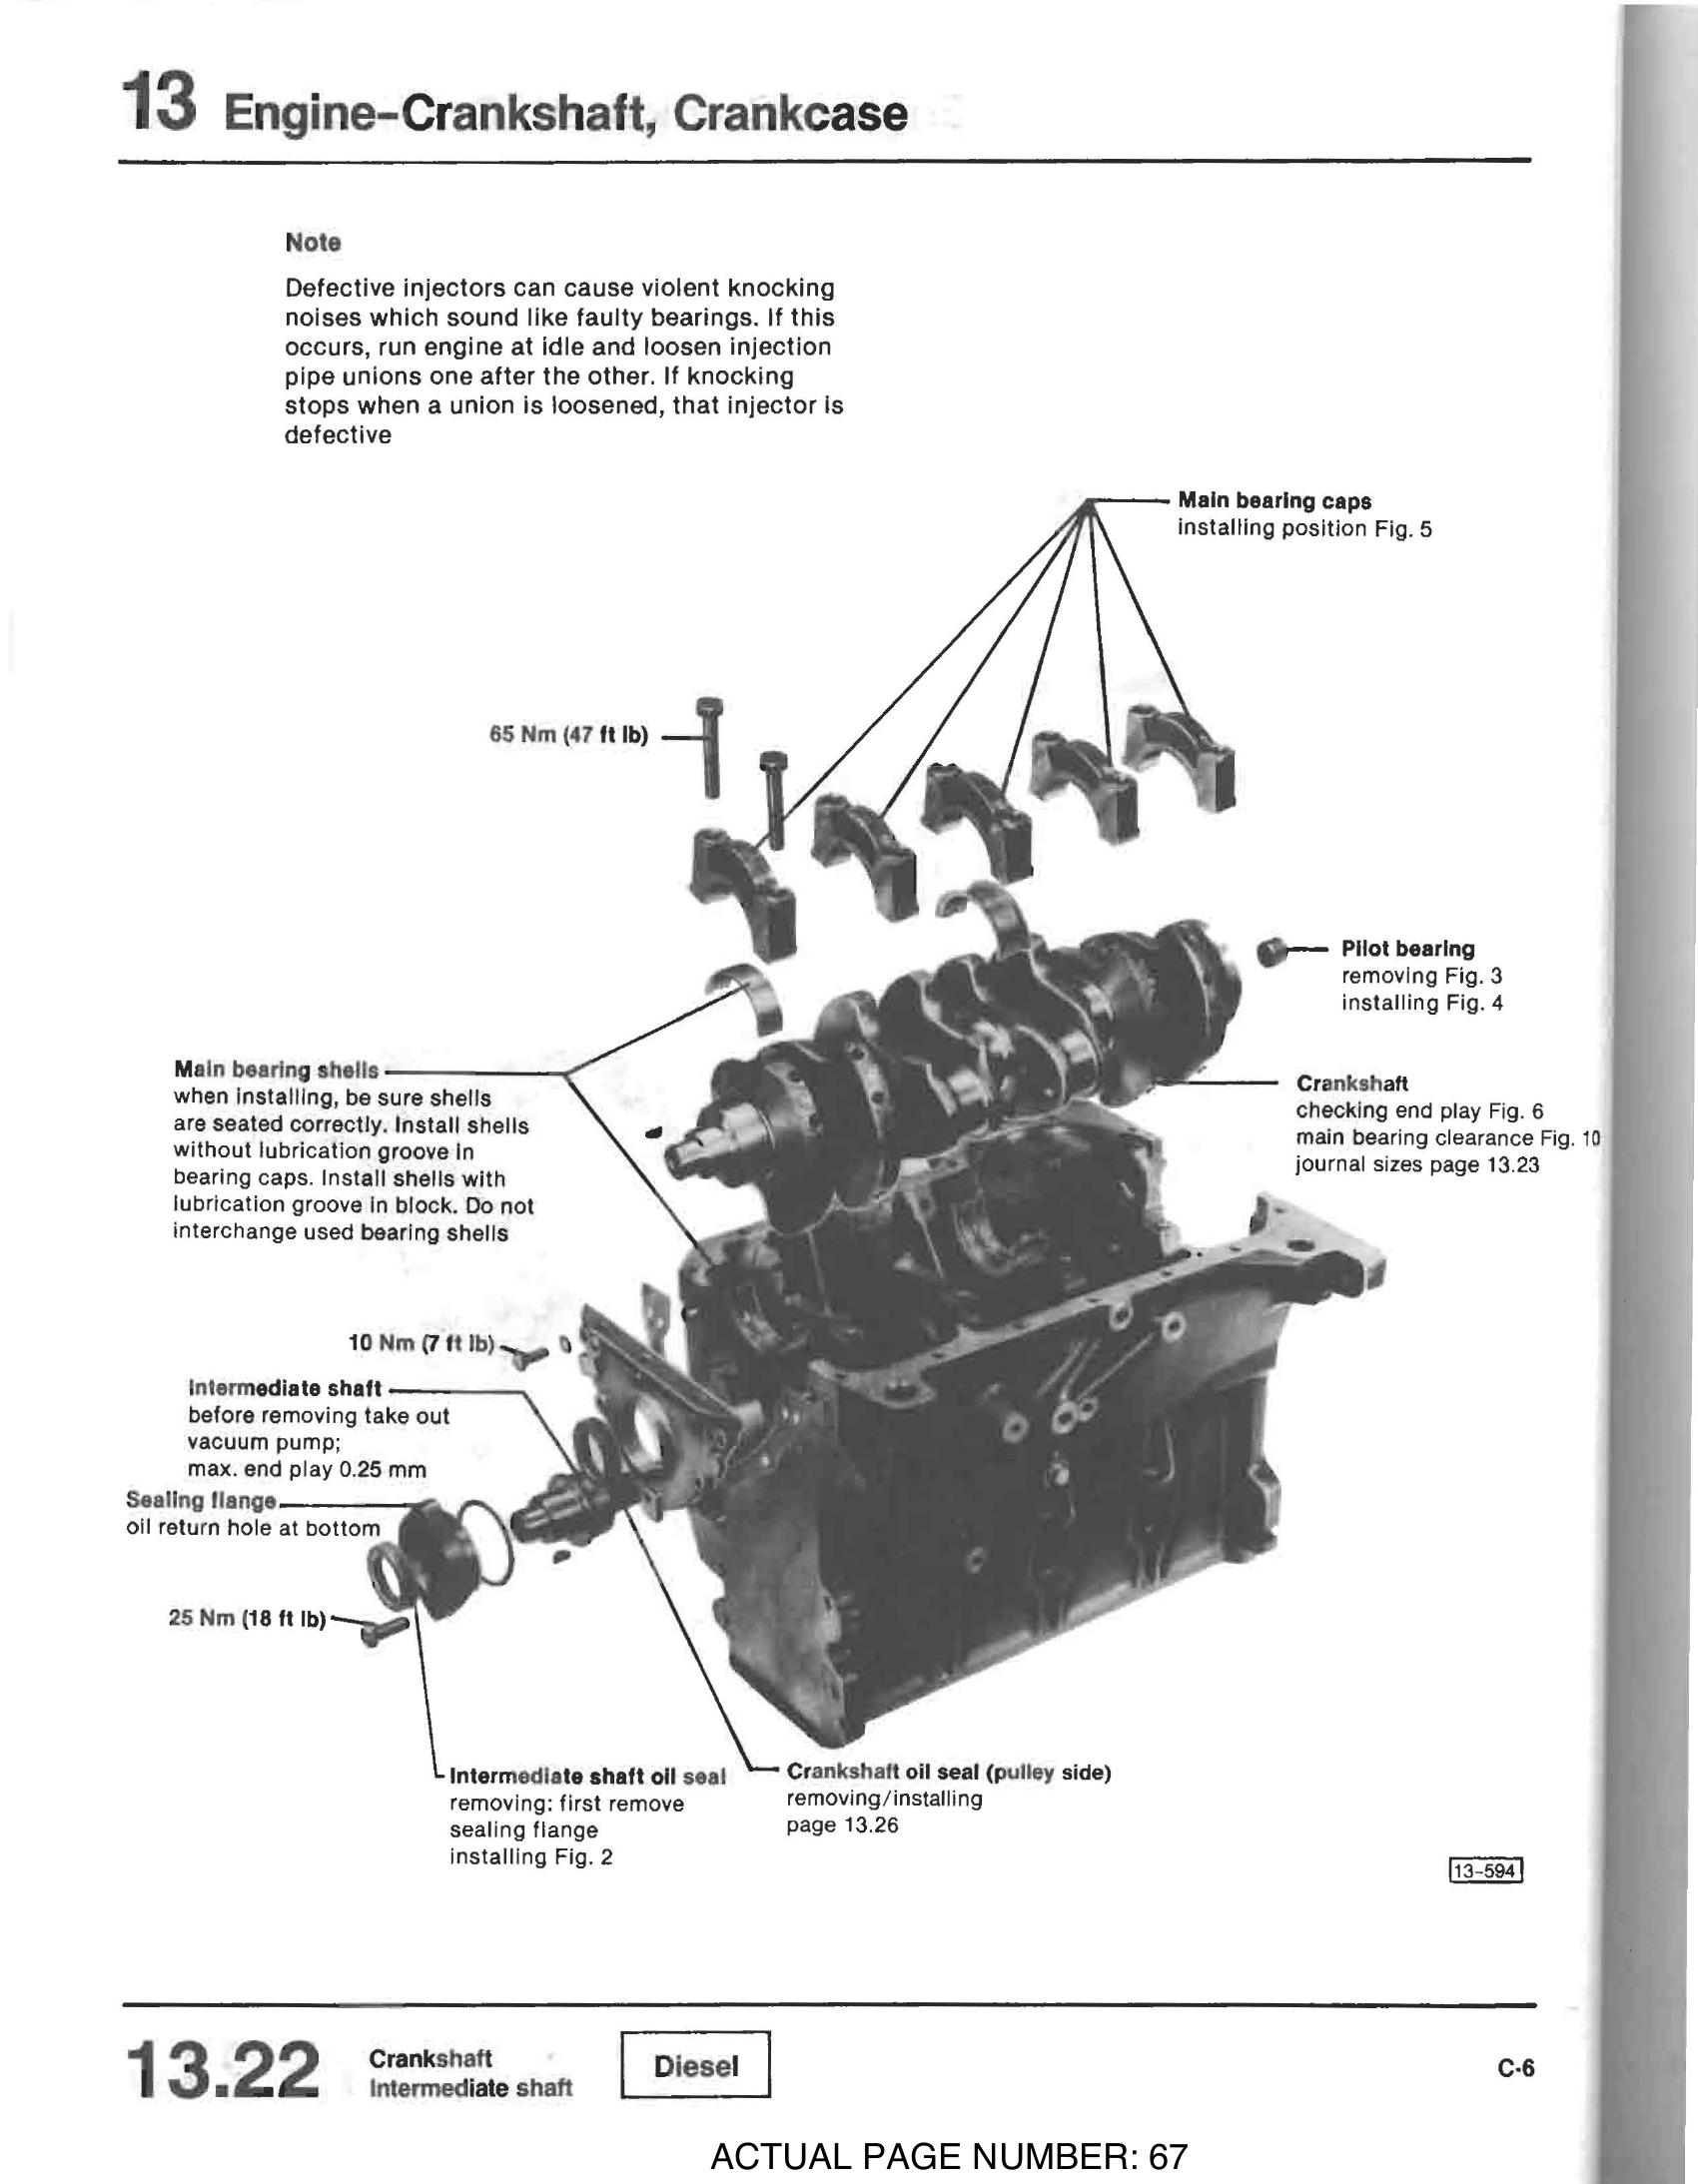 13 Engine-Crankshaft, Crankcase
Note
Defective injectors can cause violent knocking
noises which sound like faulty bearings. If this
occurs, run engine at idle and loosen injection
pipe unions one after the other. If knocking
stops when a union is loosened, that injector is
defective
Main bearing caps
installing position Fig. 5
65 Nm (47 ft lb)
Pilot bearing
removing Fig. 3
installing Fig. 4
Main bearing shells
when installing, be sure shells
are seated correctly. Install shells
without lubrication groove in
bearing caps. Install shells with
lubrication groove in block. Do not
interchange used bearing shells
Crankshaft
checking end play Fig. 6
main bearing clearance Fig. 10
journal sizes page 13.23
10 Nm (7 ft lb)
Intermediate shaft
before removing take out
vacuum pump;
max. end play 0.25 mm
Sealing flange
oil return hole at bottom
25 Nm (18 ft lb)
Intermediate shaft oil seal
removing: first remove
sealing flange
installing Fig. 2
Crankshaft oil seal (pulley side)
removing/installing
page 13.26
13-594
13.22
Crankshaft
Intermediate shaft
Diesel
C-6
ACTUAL PAGE NUMBER: 67